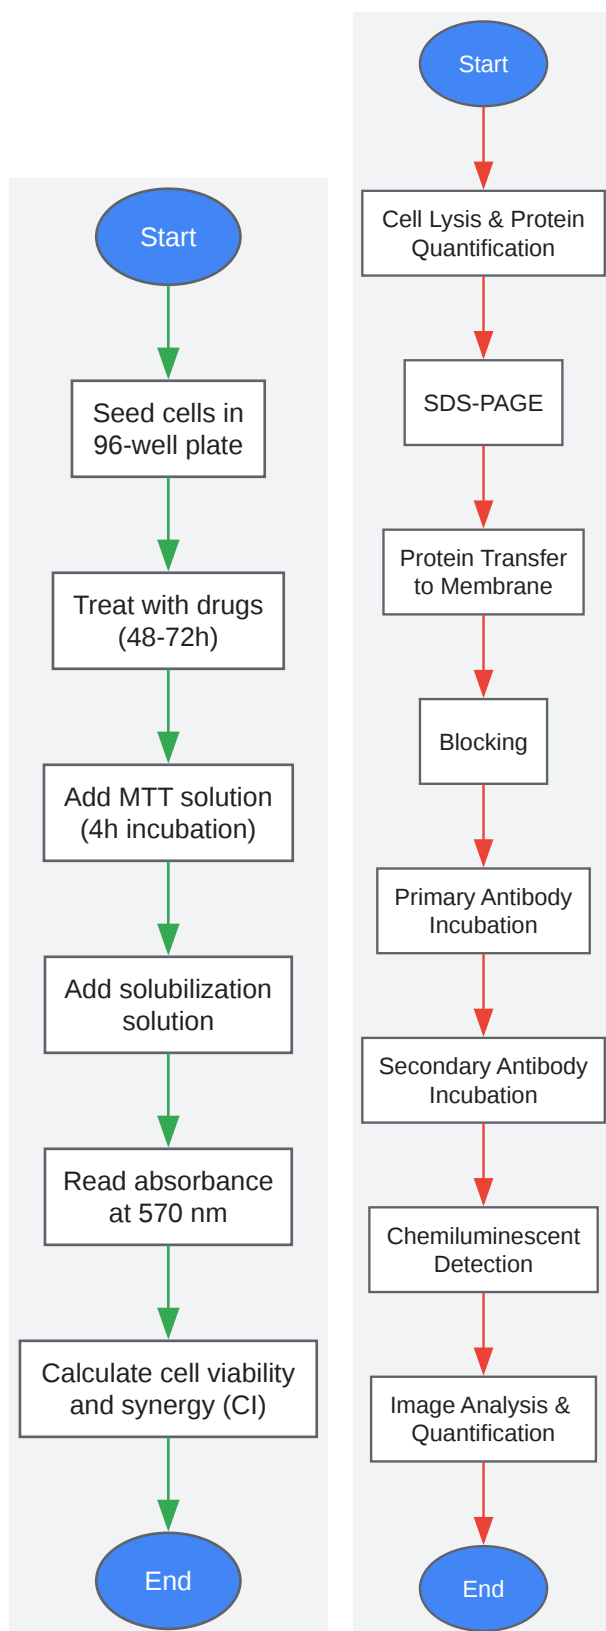 Start
Seed cells in
96-well plate
Treat with drugs
(48-72h)
Add MTT solution
(4h incubation)
Add solubilization
solution
Read absorbance
at 570 nm
Calculate cell viability
and synergy (CI)
End
Start
Cell Lysis & Protein
Quantification
SDS-PAGE
Protein Transfer
to Membrane
Blocking
Primary Antibody
Incubation
Secondary Antibody
Incubation
Chemiluminescent
Detection
Image Analysis &
Quantification
End